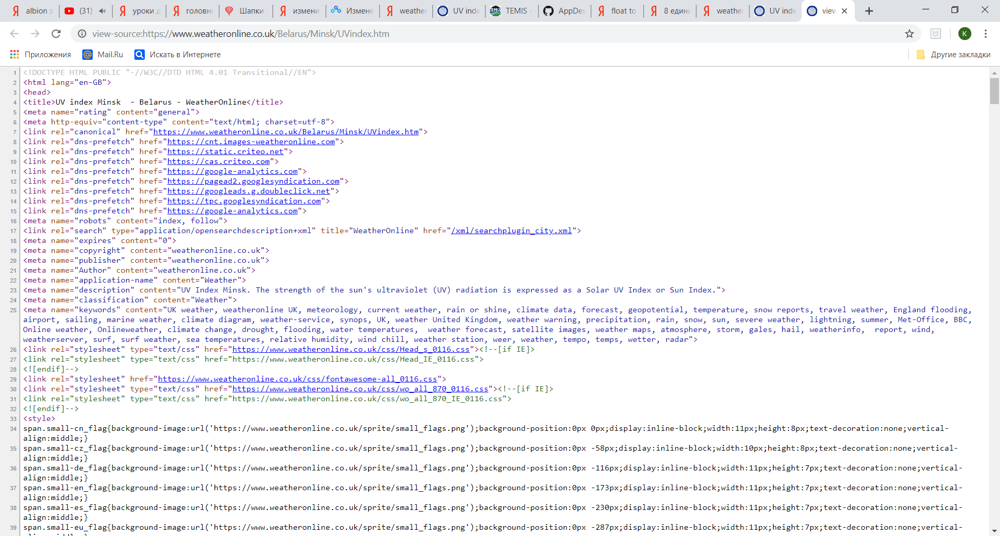 albion з
(31)
уроки д
головн
Шапки
измени
Измене
weather
UV inde
TEMIS -
AppDes
float to
8 едини
weather
UV inde
view
view-source:https://www.weatheronline.co.uk/Belarus/Minsk/UVindex.htm
K
Приложения
Mail.Ru
Искать в Интернете
Другие закладки
1 <!DOCTYPE HTML PUBLIC "-//W3C//DTD HTML 4.01 Transitional//EN">
2 <html lang="en-GB">
3 <head>
4 <title>UV index Minsk  - Belarus - WeatherOnline</title>
5 <meta name="rating" content="general">
6 <meta http-equiv="content-type" content="text/html; charset=utf-8">
7 <link rel="canonical" href="https://www.weatheronline.co.uk/Belarus/Minsk/UVindex.htm">
8 <link rel="dns-prefetch" href="https://cnt.images-weatheronline.com">
9 <link rel="dns-prefetch" href="https://static.criteo.net">
10 <link rel="dns-prefetch" href="https://cas.criteo.com">
11 <link rel="dns-prefetch" href="https://google-analytics.com">
12 <link rel="dns-prefetch" href="https://pagead2.googlesyndication.com">
13 <link rel="dns-prefetch" href="https://googleads.g.doubleclick.net">
14 <link rel="dns-prefetch" href="https://tpc.googlesyndication.com">
15 <link rel="dns-prefetch" href="https://google-analytics.com">
16 <meta name="robots" content="index, follow">
17 <link rel="search" type="application/opensearchdescription+xml" title="WeatherOnline" href="/xml/searchplugin_city.xml">
18 <meta name="expires" content="0">
19 <meta name="copyright" content="weatheronline.co.uk">
20 <meta name="publisher" content="weatheronline.co.uk">
21 <meta name="Author" content="weatheronline.co.uk">
22 <meta name="application-name" content="Weather">
23 <meta name="description" content="UV Index Minsk. The strength of the sun's ultraviolet (UV) radiation is expressed as a Solar UV Index or Sun Index.">
24 <meta name="classification" content="Weather">
25 <meta name="keywords" content="UK weather, weatheronline UK, meteorology, current weather, rain or shine, climate data, forecast, geopotential, temperature, snow reports, travel weather, England flooding,
airport, sailing, marine weather, climate diagram, weather-service, synops, UK, weather United Kingdom, weather warning, precipitation, rain, snow, sun, severe weather, lightning, summer, Met-Office, BBC,
Online weather, Onlineweather, climate change, drought, flooding, water temperatures,  weather forecast, satellite images, weather maps, atmosphere, storm, gales, hail, weatherinfo,  report, wind,
weatherserver, surf, surf weather, sea temperatures, relative humidity, wind chill, weather station, weer, weather, tempo, temps, wetter, radar">
26 <link rel="stylesheet" type="text/css" href="https://www.weatheronline.co.uk/css/Head_s_0116.css"><!--[if IE]>
27 <link rel="stylesheet" type="text/css" href="https://www.weatheronline.co.uk/css/Head_IE_0116.css">
28 <![endif]-->
29 <link rel="stylesheet" href="https://www.weatheronline.co.uk/css/fontawesome-all_0116.css">
30 <link rel="stylesheet" type="text/css" href="https://www.weatheronline.co.uk/css/wo_all_870_0116.css"><!--[if IE]>
31 <link rel="stylesheet" type="text/css" href="https://www.weatheronline.co.uk/css/wo_all_870_IE_0116.css">
32 <![endif]-->
33 <style>
34 span.small-cn_flag{background-image:url('https://www.weatheronline.co.uk/sprite/small_flags.png');background-position:0px 0px;display:inline-block;width:11px;height:8px;text-decoration:none;vertical-
align:middle;}
35 span.small-cz_flag{background-image:url('https://www.weatheronline.co.uk/sprite/small_flags.png');background-position:0px -58px;display:inline-block;width:10px;height:8px;text-decoration:none;vertical-
align:middle;}
36 span.small-de_flag{background-image:url('https://www.weatheronline.co.uk/sprite/small_flags.png');background-position:0px -116px;display:inline-block;width:11px;height:7px;text-decoration:none;vertical-
align:middle;}
37 span.small-en_flag{background-image:url('https://www.weatheronline.co.uk/sprite/small_flags.png');background-position:0px -173px;display:inline-block;width:11px;height:7px;text-decoration:none;vertical-
align:middle;}
38 span.small-es_flag{background-image:url('https://www.weatheronline.co.uk/sprite/small_flags.png');background-position:0px -230px;display:inline-block;width:11px;height:7px;text-decoration:none;vertical-
align:middle;}
39 span.small-eu_flag{background-image:url('https://www.weatheronline.co.uk/sprite/small_flags.png');background-position:0px -287px;display:inline-block;width:11px;height:7px;text-decoration:none;vertical-